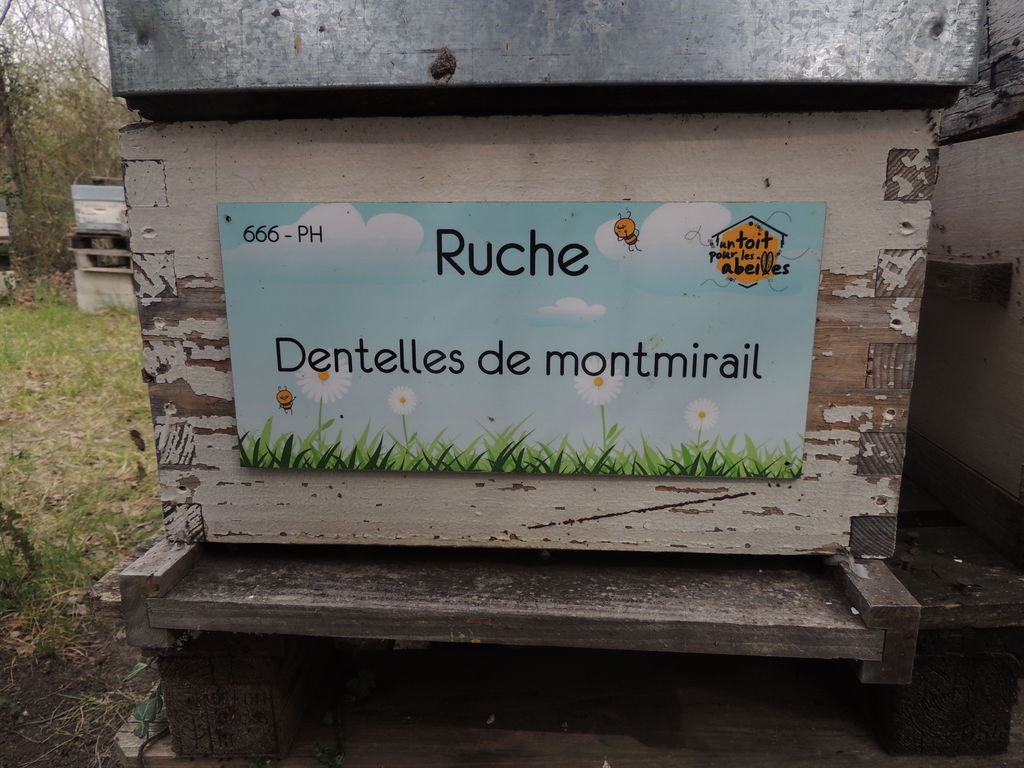 666 - PH
Ruche
un toit
pour les
abeilles
Dentelles de montmirail